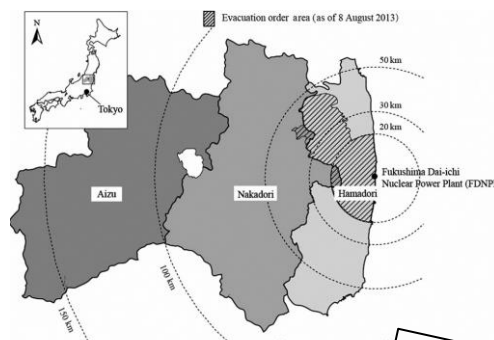 Evacuation order area (as of 8 August 2013)
N
Tokyo
50 km
30 km
20 km
Fukushima Dai-ichi
Nuclear Power Plant (FDNP
Aizu
Nakadori
Hamadori
100 km
150 km